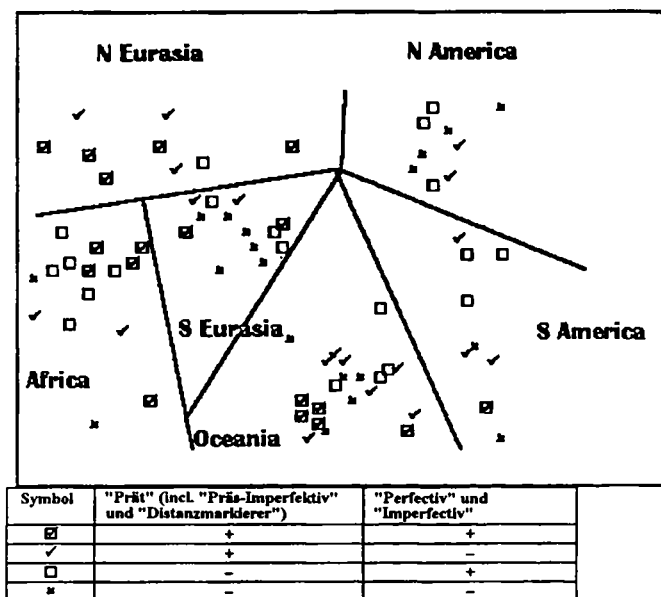 N Eurasia
N America
S Eurasia
S America
Africa
Oceania
Symbol "Prät" (incl. "Präs-Imperfektiv" "Perfectiv" und
und "Distanzmarkierer") "Imperfectiv"
☑ + +
✓ + –
□ – +
× – –